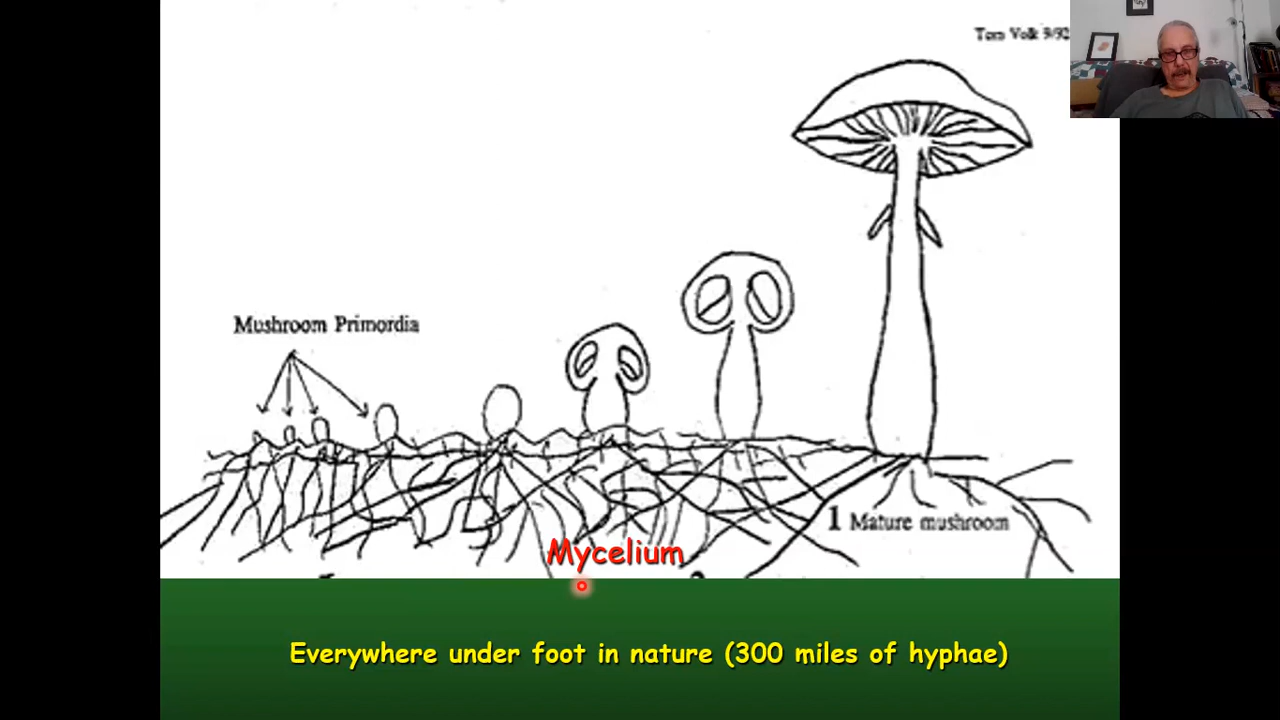 Tom Volk 9/92
Mushroom Primordia
1 Mature mushroom
Mycelium
Everywhere under foot in nature (300 miles of hyphae)